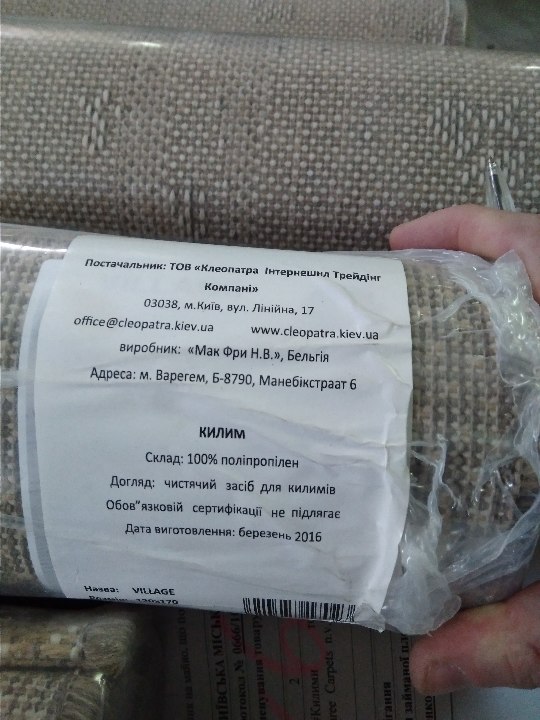 Постачальник: ТОВ «Клеопатра Інтернешнл Трейдінг
Компані»
03038, м.Київ, вул. Лінійна, 17
office@cleopatra.kiev.ua www.cleopatra.kiev.ua
виробник: «Мак Фри Н.В.», Бельгія
Адреса: м. Варегем, Б-8790, Манебікстраат 6
КИЛИМ
Склад: 100% поліпропілен
Догляд: чистячий засіб для килимів
Обов"язковій сертифікації не підлягає
Дата виготовлення: березень 2016
Назва: VILLAGE
Розмір: 120x170